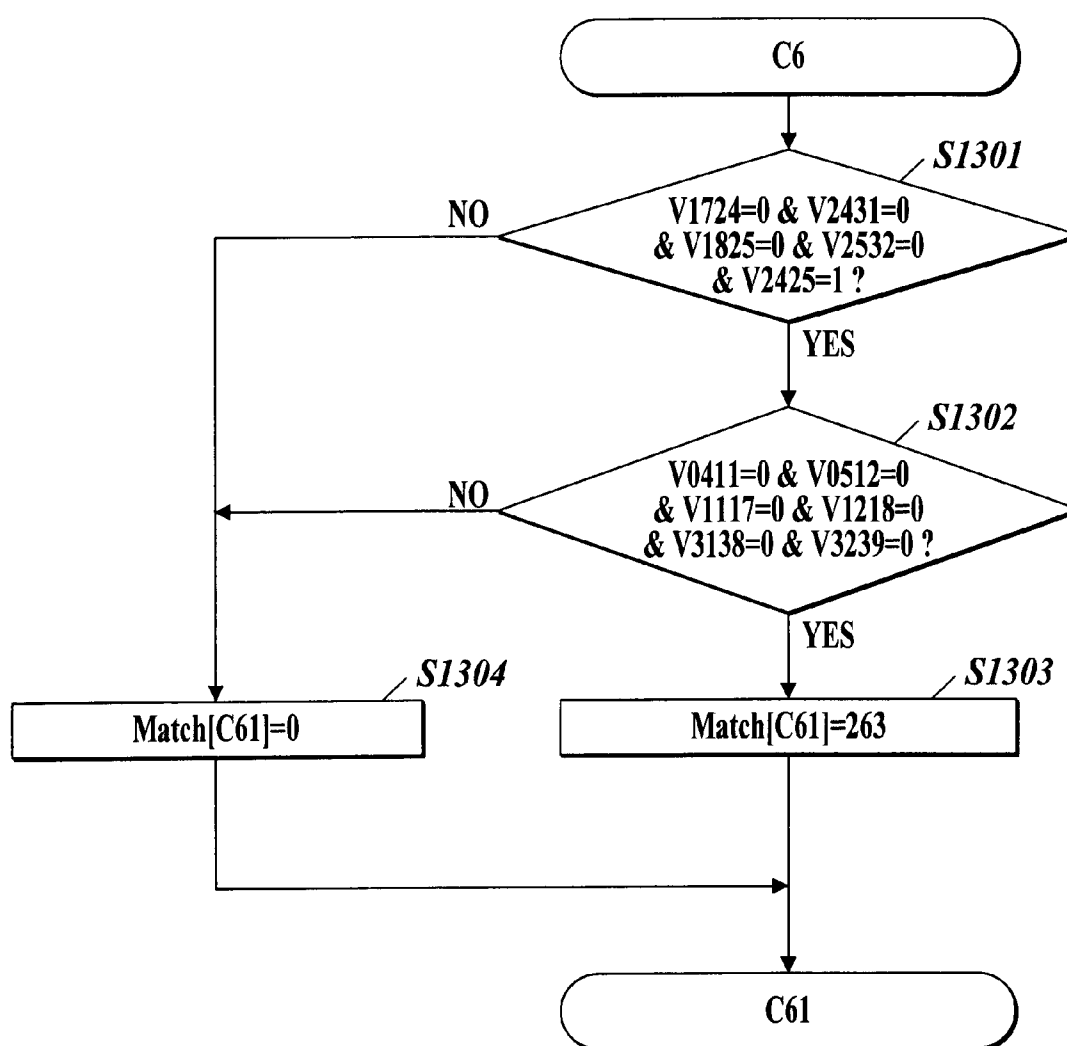 C6
S1301
V1724=0 & V2431=0
& V1825=0 & V2532=0
& V2425=1 ?
NO
YES
S1302
V0411=0 & V0512=0
& V1117=0 & V1218=0
& V3138=0 & V3239=0 ?
NO
YES
S1304
Match[C61]=0
S1303
Match[C61]=263
C61